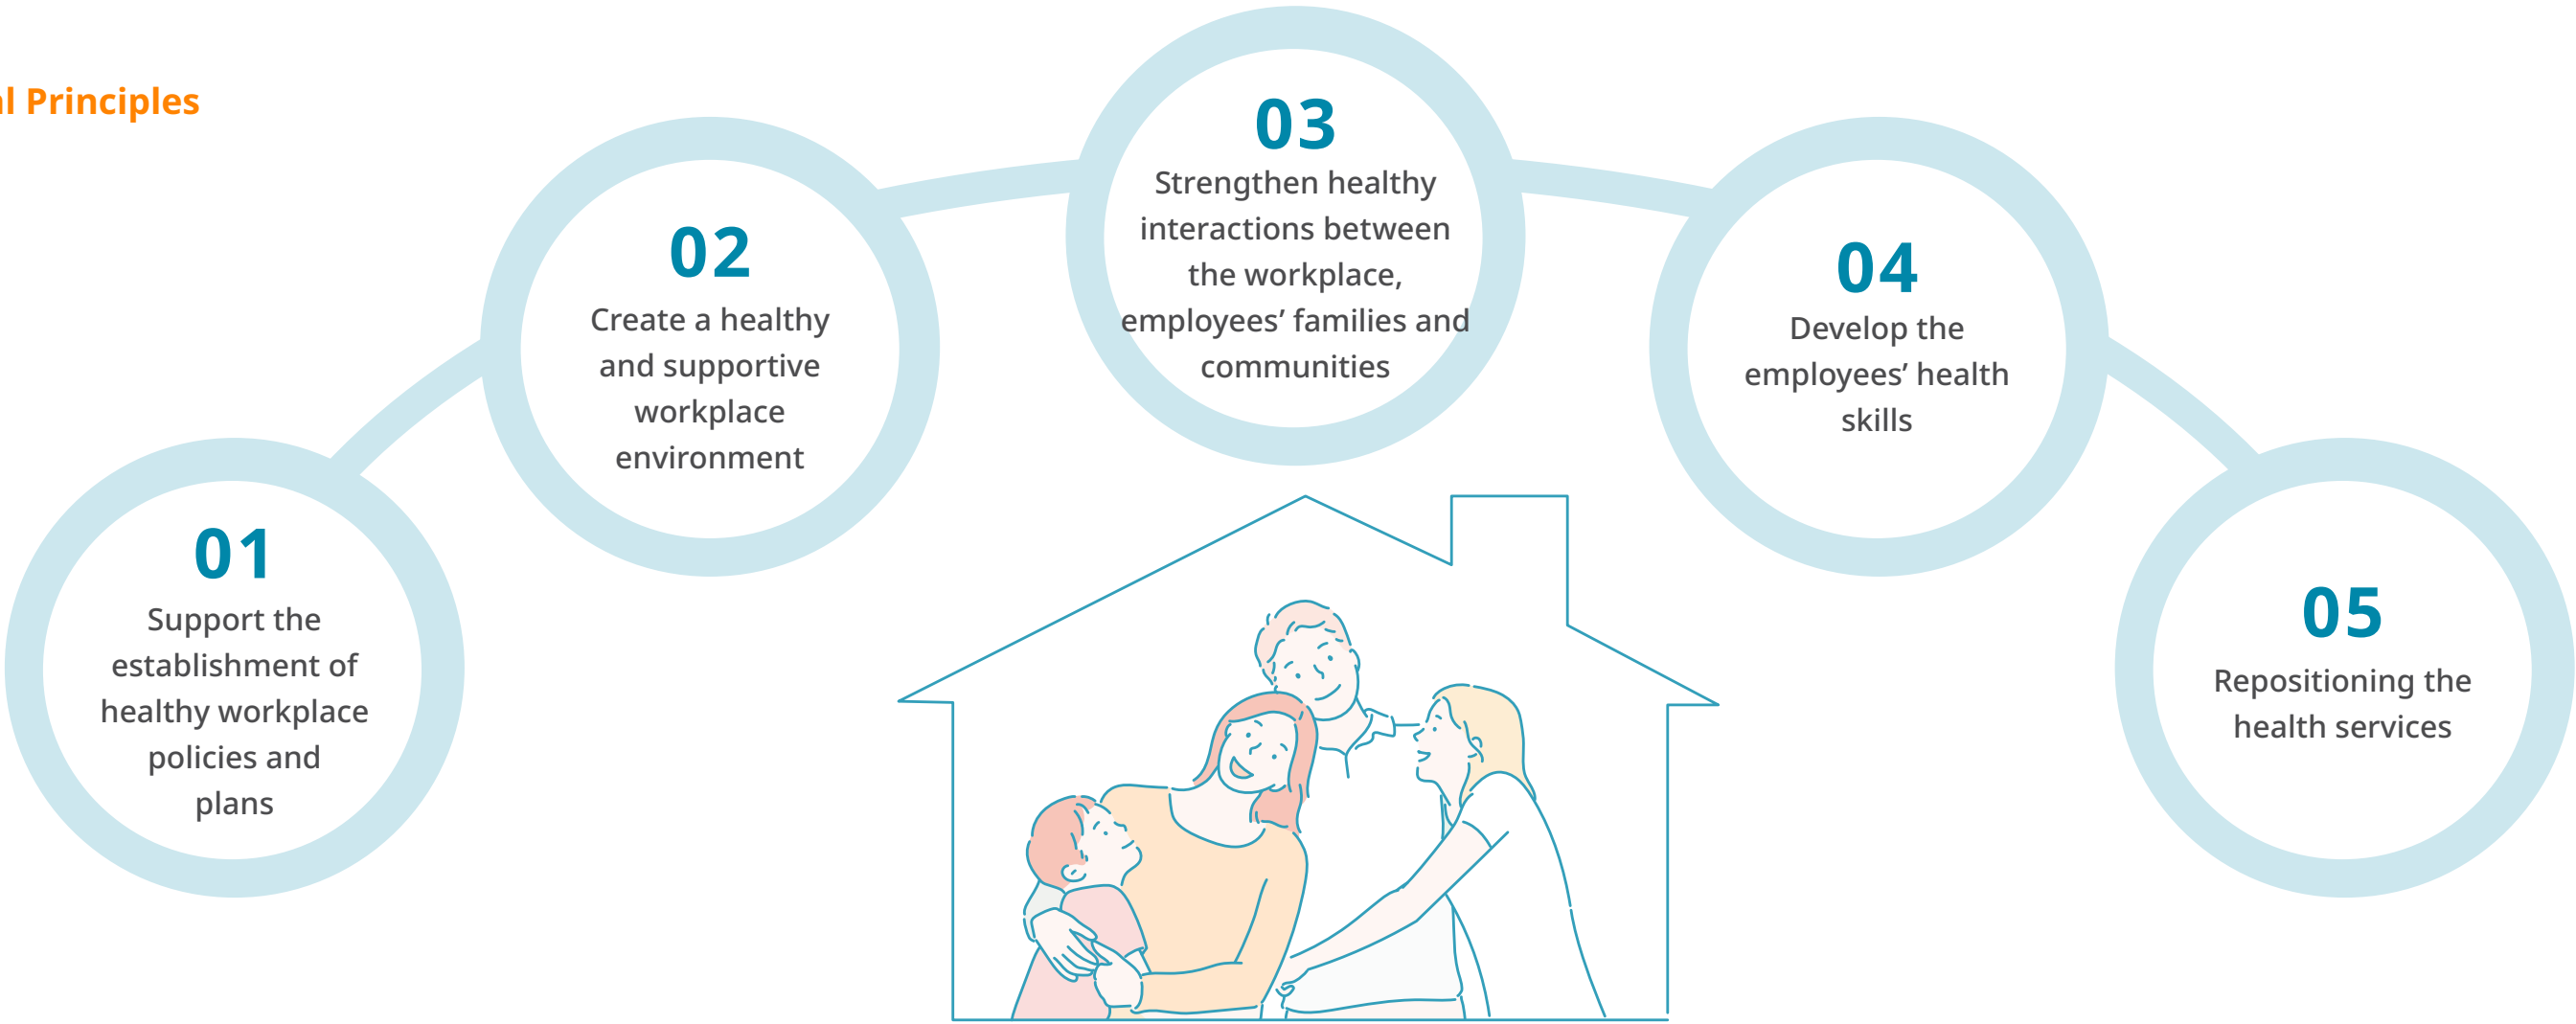 l Principles
01
Support the
establishment of
healthy workplace
policies and
plans
02
Create a healthy
and supportive
workplace
environment
03
Strengthen healthy
interactions between
the workplace,
employees’ families and
communities
04
Develop the
employees’ health
skills
05
Repositioning the
health services